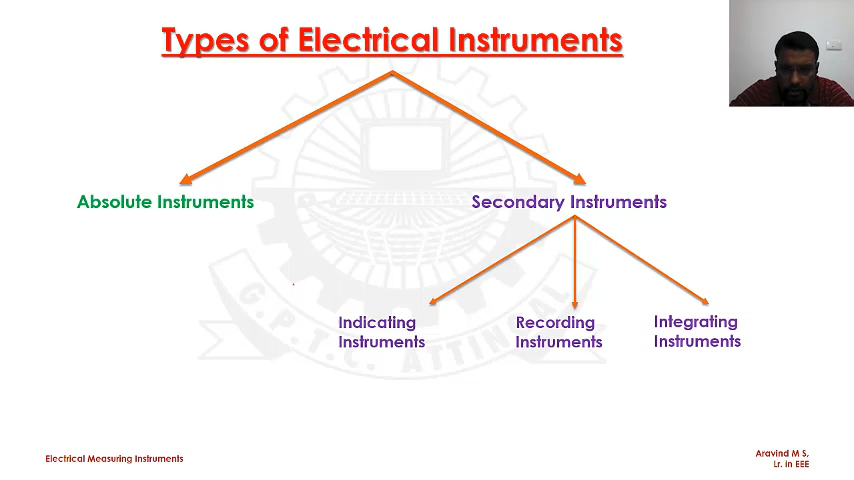 Types of Electrical Instruments
Absolute Instruments
Secondary Instruments
Indicating
Instruments
Recording
Instruments
Integrating
Instruments
G.P.T.C. ATTINGAL
Electrical Measuring Instruments
Aravind M S,
Lr. in EEE